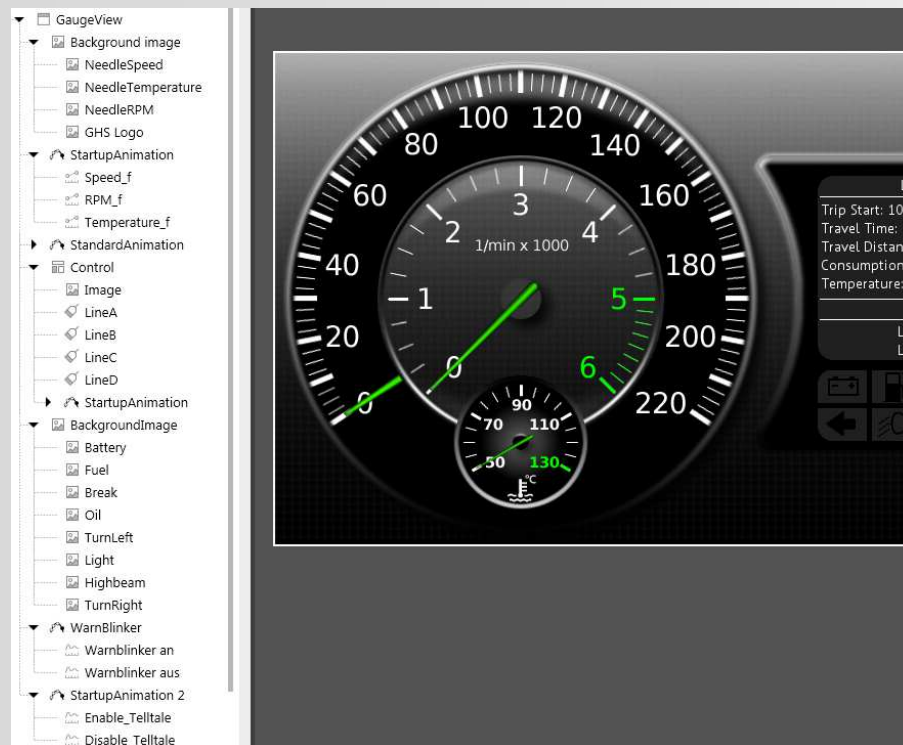 GaugeView
Background image
NeedleSpeed
NeedleTemperature
NeedleRPM
GHS Logo
StartupAnimation
Speed_f
RPM_f
Temperature_f
StandardAnimation
Control
Image
LineA
LineB
LineC
LineD
StartupAnimation
BackgroundImage
Battery
Fuel
Break
Oil
TurnLeft
Light
Highbeam
TurnRight
WarnBlinker
Warnblinker an
Warnblinker aus
StartupAnimation 2
Enable_Telltale
Disable_Telltale
0
20
40
60
80
100
120
140
160
180
200
220
0
1
2
3
4
5
6
1/min x 1000
50
70
90
110
130
°C
Trip Start: 10
Travel Time:
Travel Distan
Consumption
Temperature:
L
L